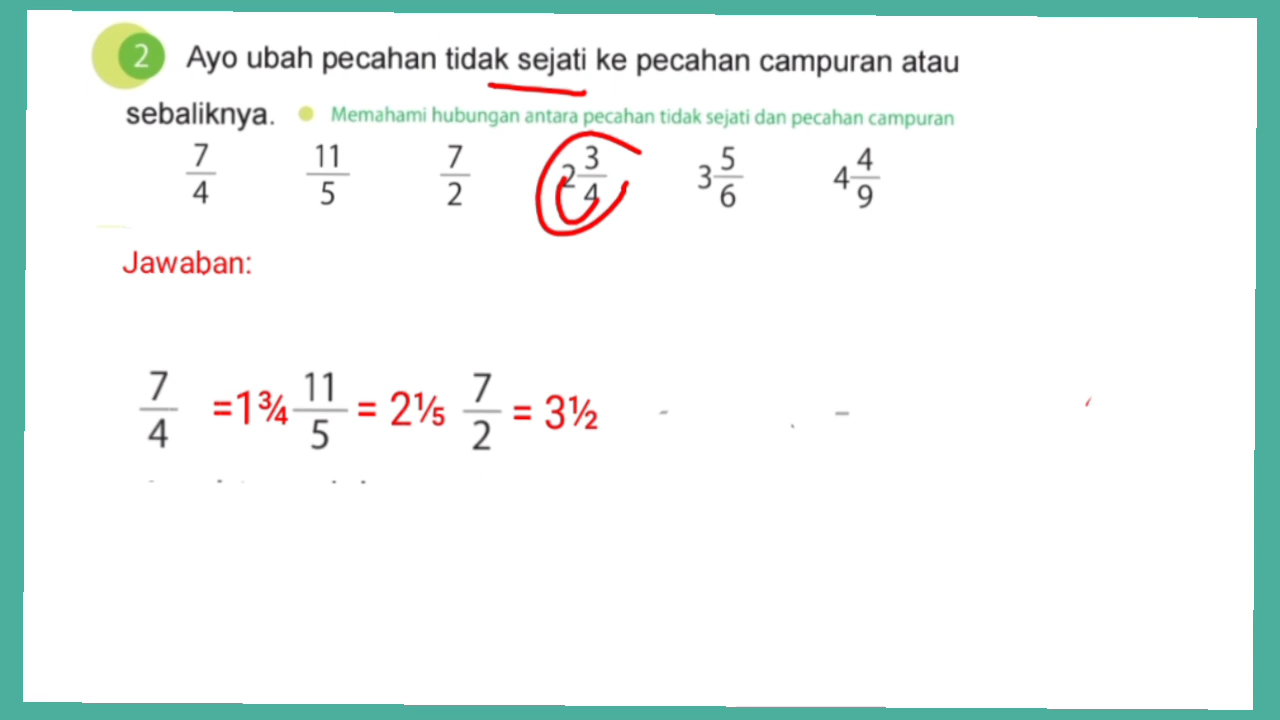 2 Ayo ubah pecahan tidak sejati ke pecahan campuran atau
sebaliknya. Memahami hubungan antara pecahan tidak sejati dan pecahan campuran
7/4 11/5 7/2 2 3/4 3 5/6 4 4/9
Jawaban:
7/4 =1¾ 11/5 = 2⅕ 7/2 = 3½